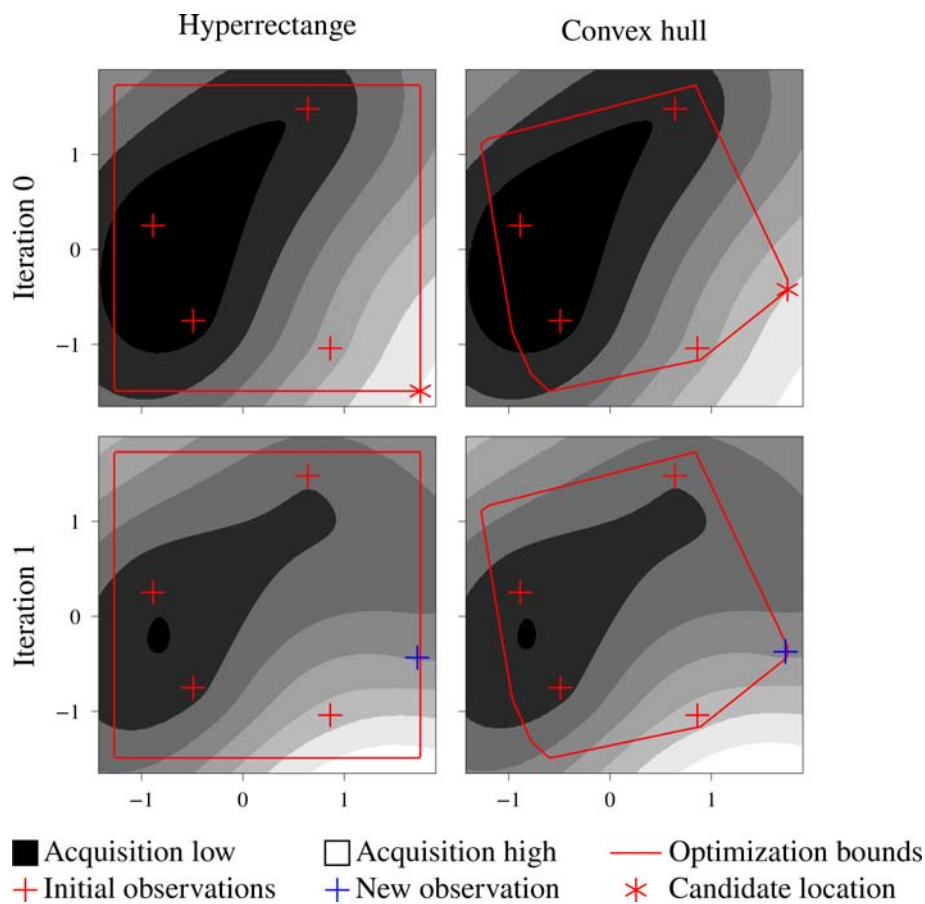 Hyperrectange Convex hull
Iteration 0
1
0
−1
Iteration 1
1
0
−1
−1 0 1 −1 0 1
Acquisition low Acquisition high Optimization bounds
Initial observations New observation Candidate location